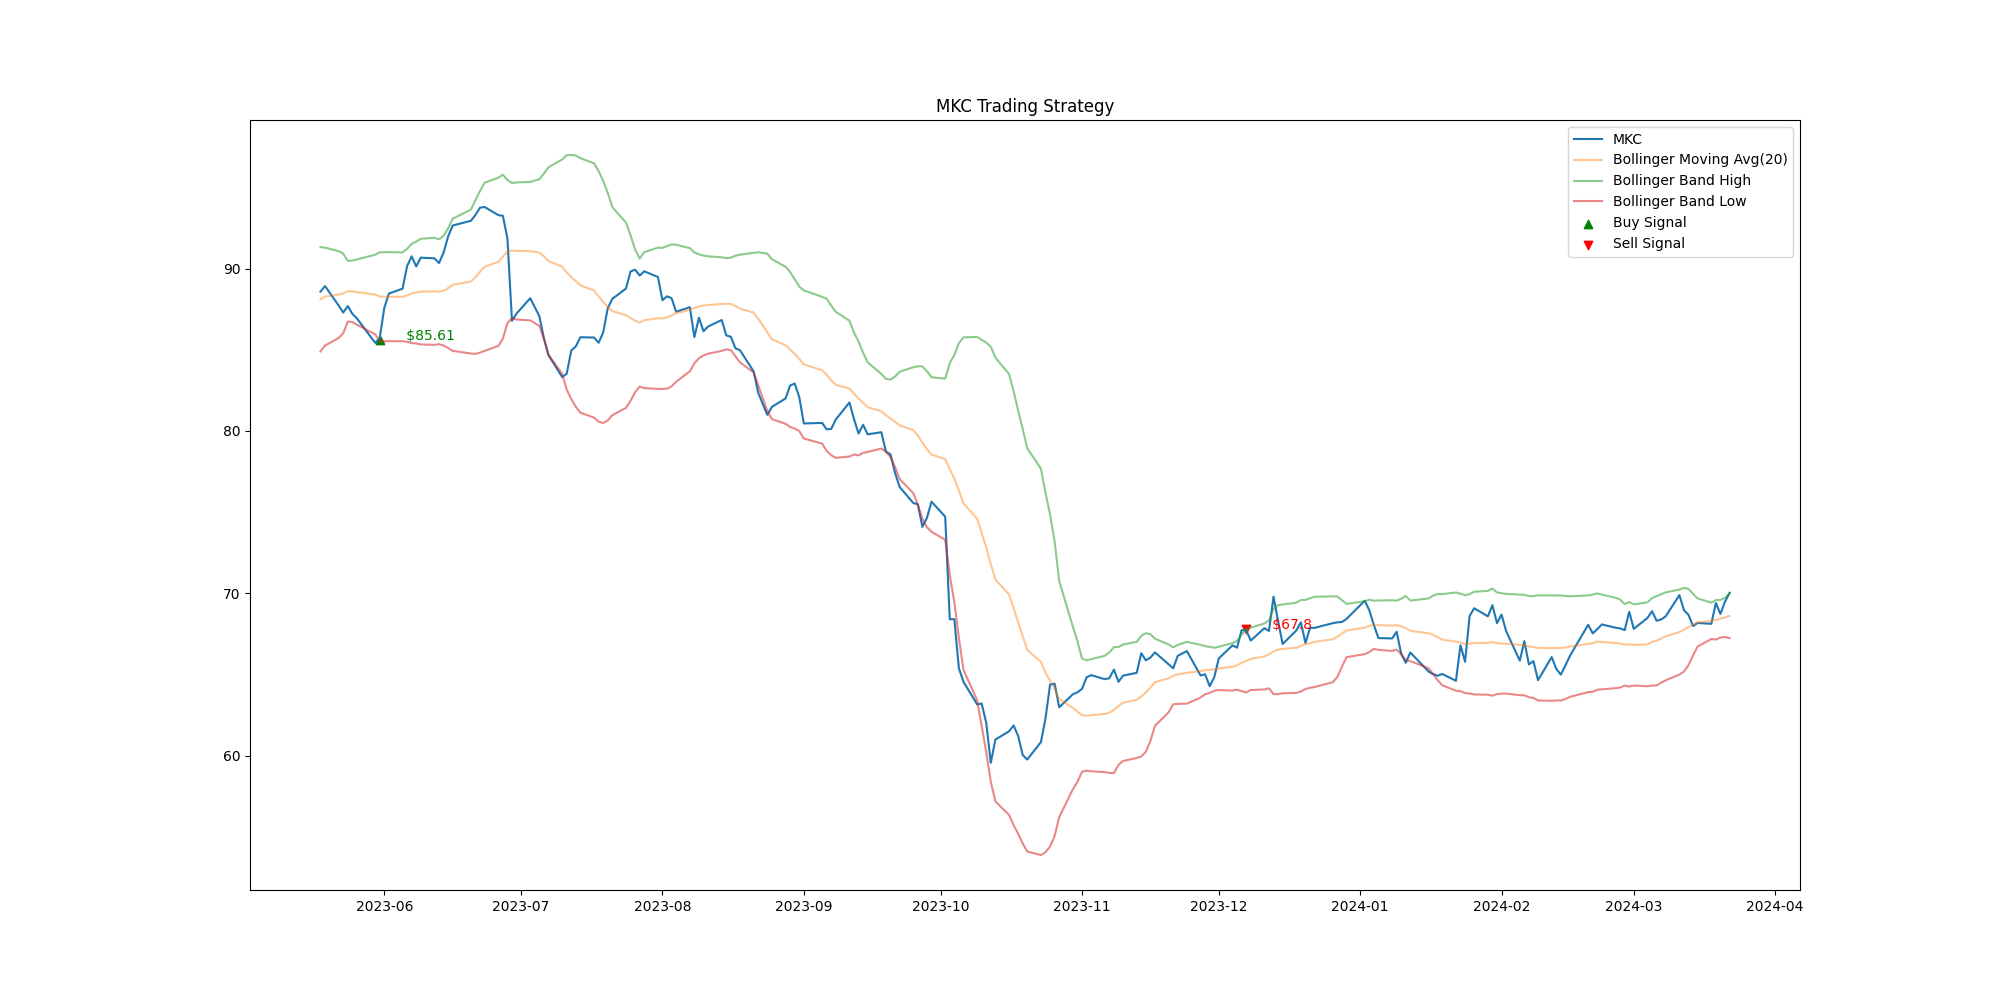 MKC Trading Strategy
MKC
Bollinger Moving Avg(20)
Bollinger Band High
Bollinger Band Low
Buy Signal
Sell Signal
90
80
70
60
$85.61
$67.8
2023-06 2023-07 2023-08 2023-09 2023-10 2023-11 2023-12 2024-01 2024-02 2024-03 2024-04